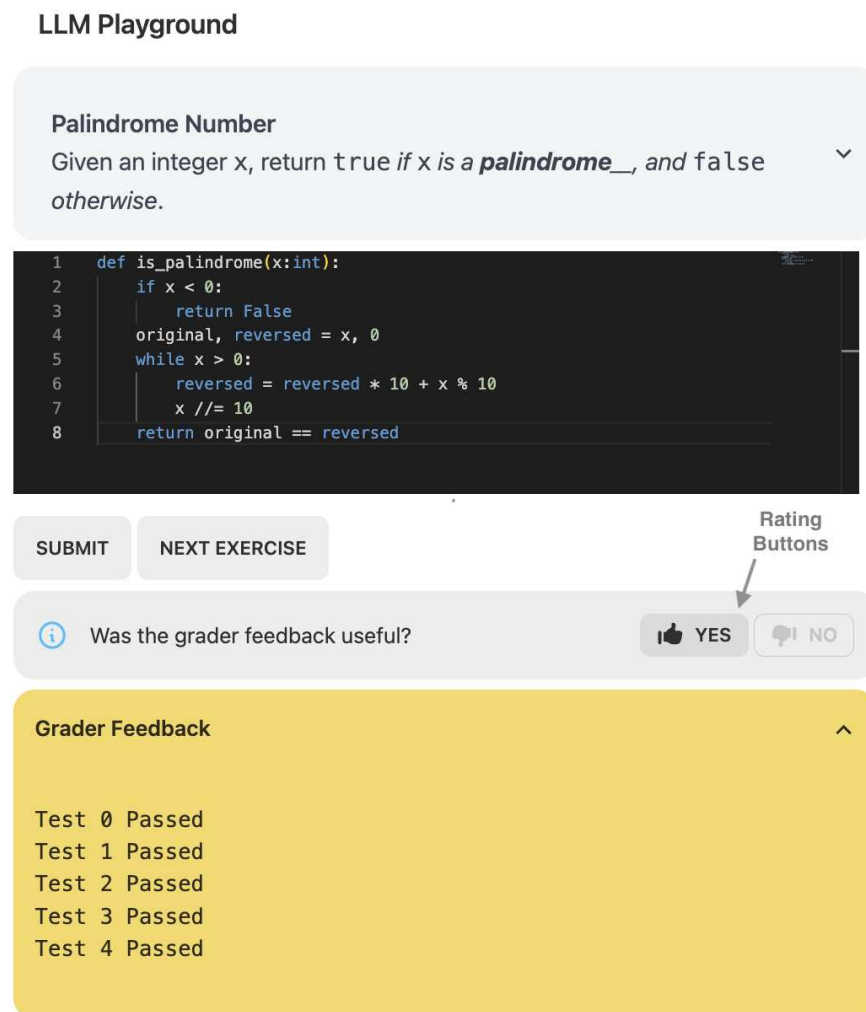 LLM Playground
Palindrome Number
Given an integer x, return true if x is a palindrome__, and false
otherwise.
1 def is_palindrome(x:int):
2 if x < 0:
3 return False
4 original, reversed = x, 0
5 while x > 0:
6 reversed = reversed * 10 + x % 10
7 x //= 10
8 return original == reversed
Rating
Buttons
SUBMIT NEXT EXERCISE
Was the grader feedback useful? YES NO
Grader Feedback
Test 0 Passed
Test 1 Passed
Test 2 Passed
Test 3 Passed
Test 4 Passed